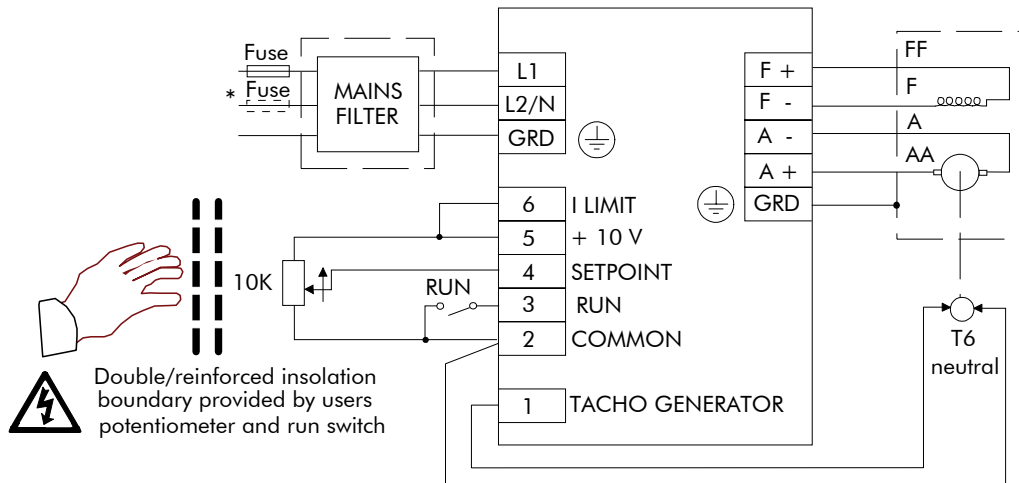 Fuse
* Fuse
MAINS
FILTER
L1
L2/N
GRD
F +
F -
A -
A +
GRD
FF
F
A
AA
6 I LIMIT
5 + 10 V
4 SETPOINT
3 RUN
2 COMMON
1 TACHO GENERATOR
10K
RUN
T6
neutral
Double/reinforced insolation
boundary provided by users
potentiometer and run switch